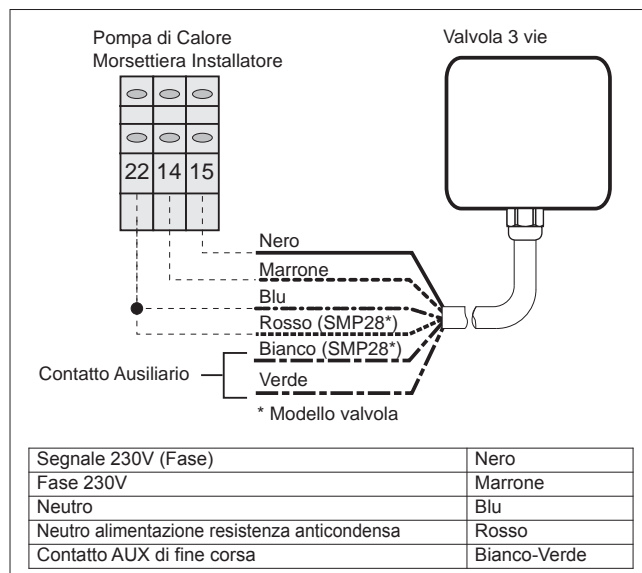 Pompa di Calore
Morsettiera Installatore
Valvola 3 vie
22 14 15
Nero
Marrone
Blu
Rosso (SMP28*)
Bianco (SMP28*)
Contatto Ausiliario
Verde
* Modello valvola
Segnale 230V (Fase) Nero
Fase 230V Marrone
Neutro Blu
Neutro alimentazione resistenza anticondensa Rosso
Contatto AUX di fine corsa Bianco-Verde